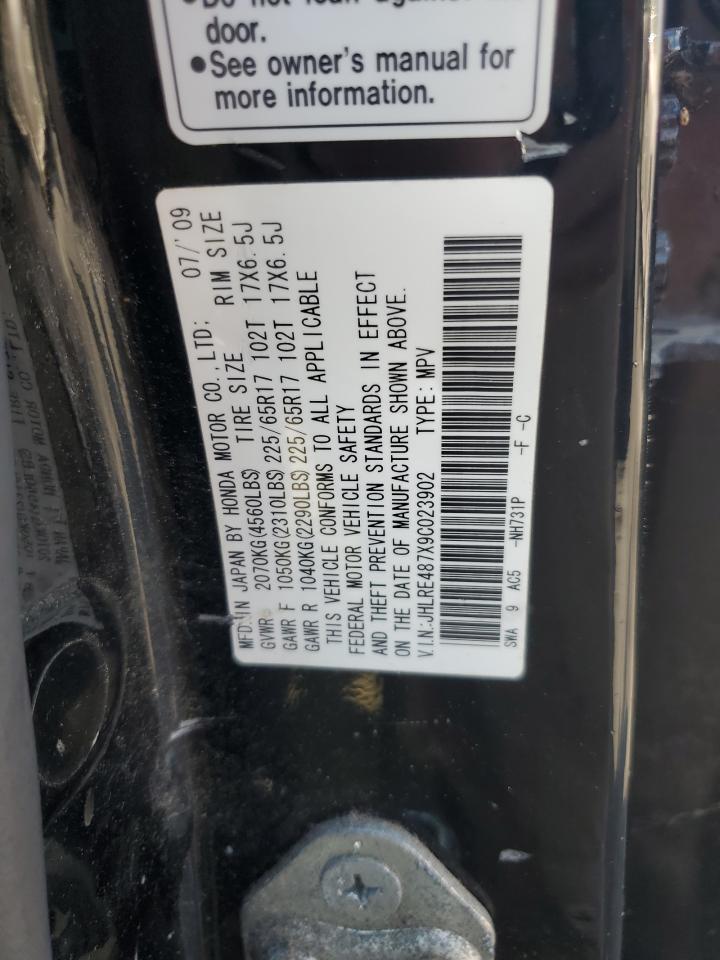 door.
●See owner's manual for
more information.
MFD. IN JAPAN BY HONDA MOTOR CO., LTD: 07/'09
GVWR 2070KG(4560LBS) TIRE SIZE RIM SIZE
GAWR F 1050KG(2310LBS) 225/65R17 102T 17X6.5J
GAWR R 1040KG(2290LBS) 225/65R17 102T 17X6.5J
THIS VEHICLE CONFORMS TO ALL APPLICABLE
FEDERAL MOTOR VEHICLE SAFETY
AND THEFT PREVENTION STANDARDS IN EFFECT
ON THE DATE OF MANUFACTURE SHOWN ABOVE.
V.I.N.:JHLRE487X9C023902 TYPE: MPV
SWA 9 AC5 -NH731P -F -C